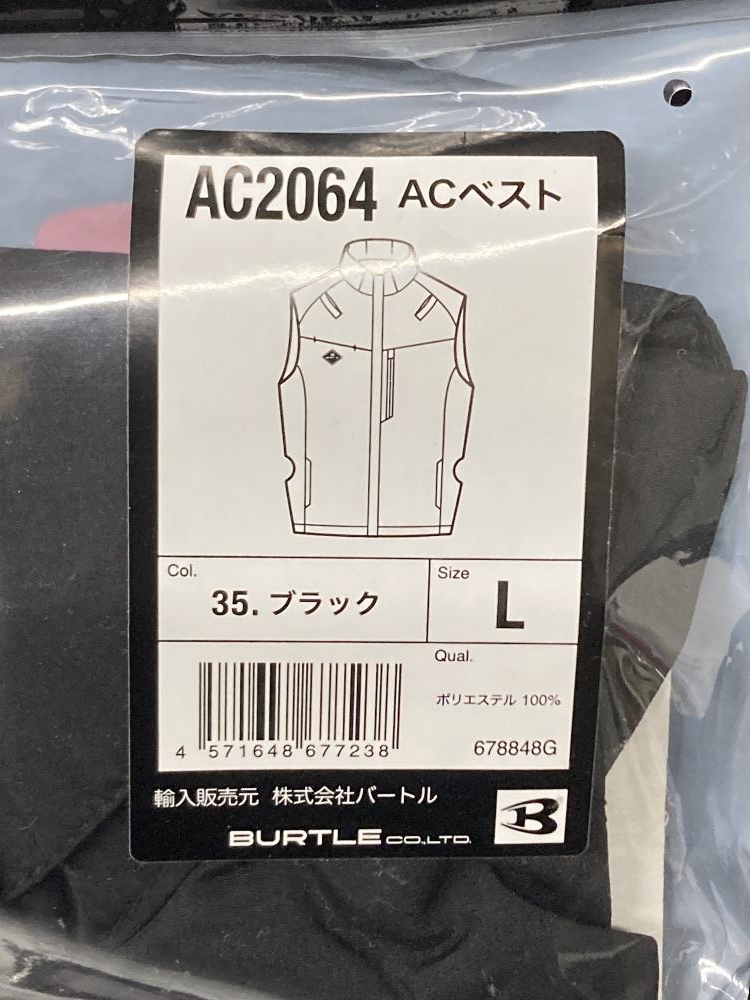 AC2064 ACベスト
Col.
35. ブラック
Size
L
Qual.
ポリエステル 100%
4 571648 677238
678848G
輸入販売元 株式会社バートル
BURTLE CO.,LTD.
B